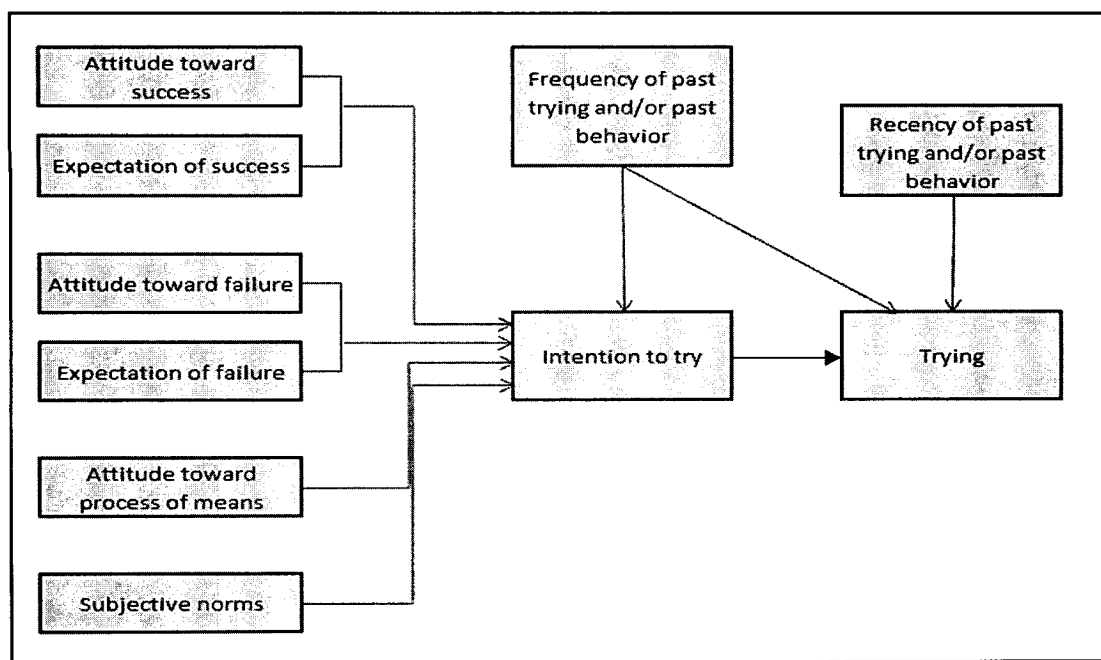 Attitude toward
success
Expectation of success
Attitude toward failure
Expectation of failure
Attitude toward
process of means
Subjective norms
Frequency of past
trying and/or past
behavior
Recency of past
trying and/or past
behavior
Intention to try
Trying